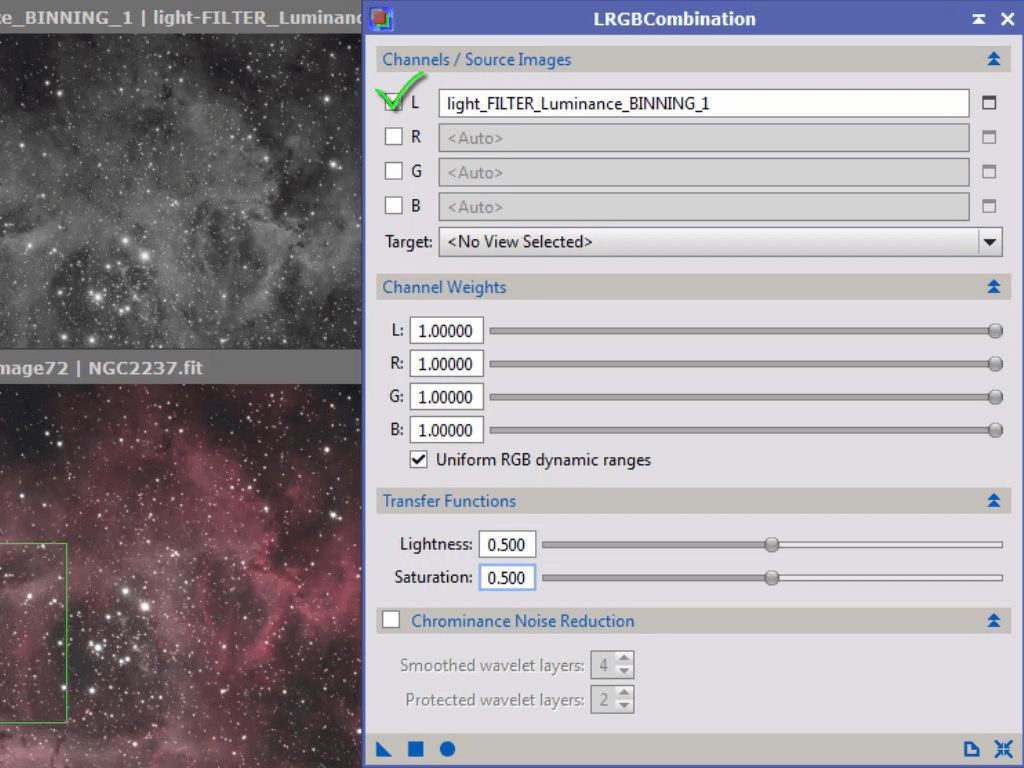 ce_BINNING_1 | light-FILTER_Luminanc
LRGBCombination
Channels / Source Images
L light_FILTER_Luminance_BINNING_1
R <Auto>
G <Auto>
B <Auto>
Target: <No View Selected>
Channel Weights
L: 1.00000
R: 1.00000
G: 1.00000
B: 1.00000
Uniform RGB dynamic ranges
mage72 | NGC2237.fit
Transfer Functions
Lightness: 0.500
Saturation: 0.500
Chrominance Noise Reduction
Smoothed wavelet layers: 4
Protected wavelet layers: 2